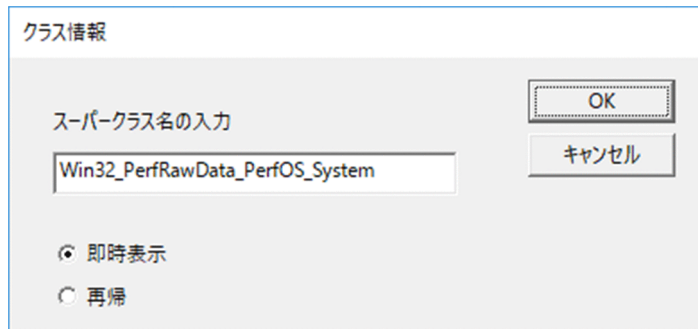 クラス情報
スーパークラス名の入力
OK
Win32_PerfRawData_PerfOS_System
キャンセル
即時表示
再帰